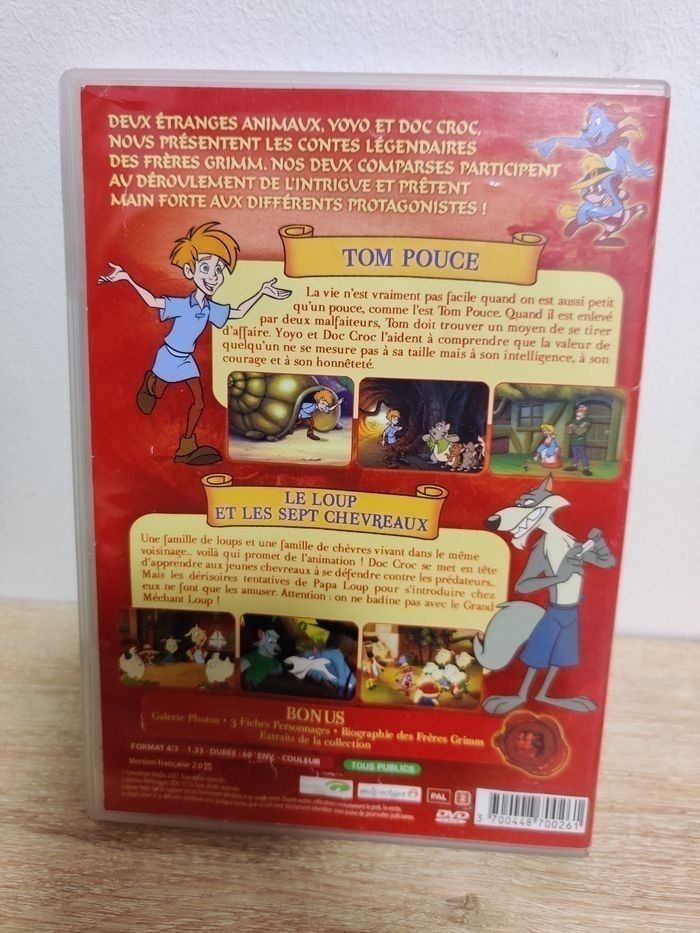 DEUX ÉTRANGES ANIMAUX, YOYO ET DOC CROC,
NOUS PRÉSENTENT LES CONTES LÉGENDAIRES
DES FRÈRES GRIMM. NOS DEUX COMPARSES PARTICIPENT
AU DÉROULEMENT DE L'INTRIGUE ET PRÊTENT
MAIN FORTE AUX DIFFÉRENTS PROTAGONISTES !
TOM POUCE
La vie n'est vraiment pas facile quand on est aussi petit
qu'un pouce, comme l'est Tom Pouce. Quand il est enlevé
par deux malfaiteurs, Tom doit trouver un moyen de se tirer
d'affaire. Yoyo et Doc Croc l'aident à comprendre que la valeur de
quelqu'un ne se mesure pas à sa taille mais à son intelligence, à son
courage et à son honnêteté.
LE LOUP
ET LES SEPT CHEVREAUX
Une famille de loups et une famille de chèvres vivant dans le même
voisinage... voilà qui promet de l'animation ! Doc Croc se met en tête
d'apprendre aux jeunes chevreaux à se défendre contre les prédateurs...
Mais les dérisoires tentatives de Papa Loup pour s'introduire chez
eux ne font que les amuser. Attention : on ne badine pas avec le Grand
Méchant Loup !
BONUS
Galerie Photos • 3 Fiches Personnages • Biographie des Frères Grimm
Extraits de la collection
FORMAT 4/3 - 1.33 - DURÉE : 60' ENV. - COULEUR
Version française 2.0
TOUS PUBLICS
PAL
DVD
3 700448 700261